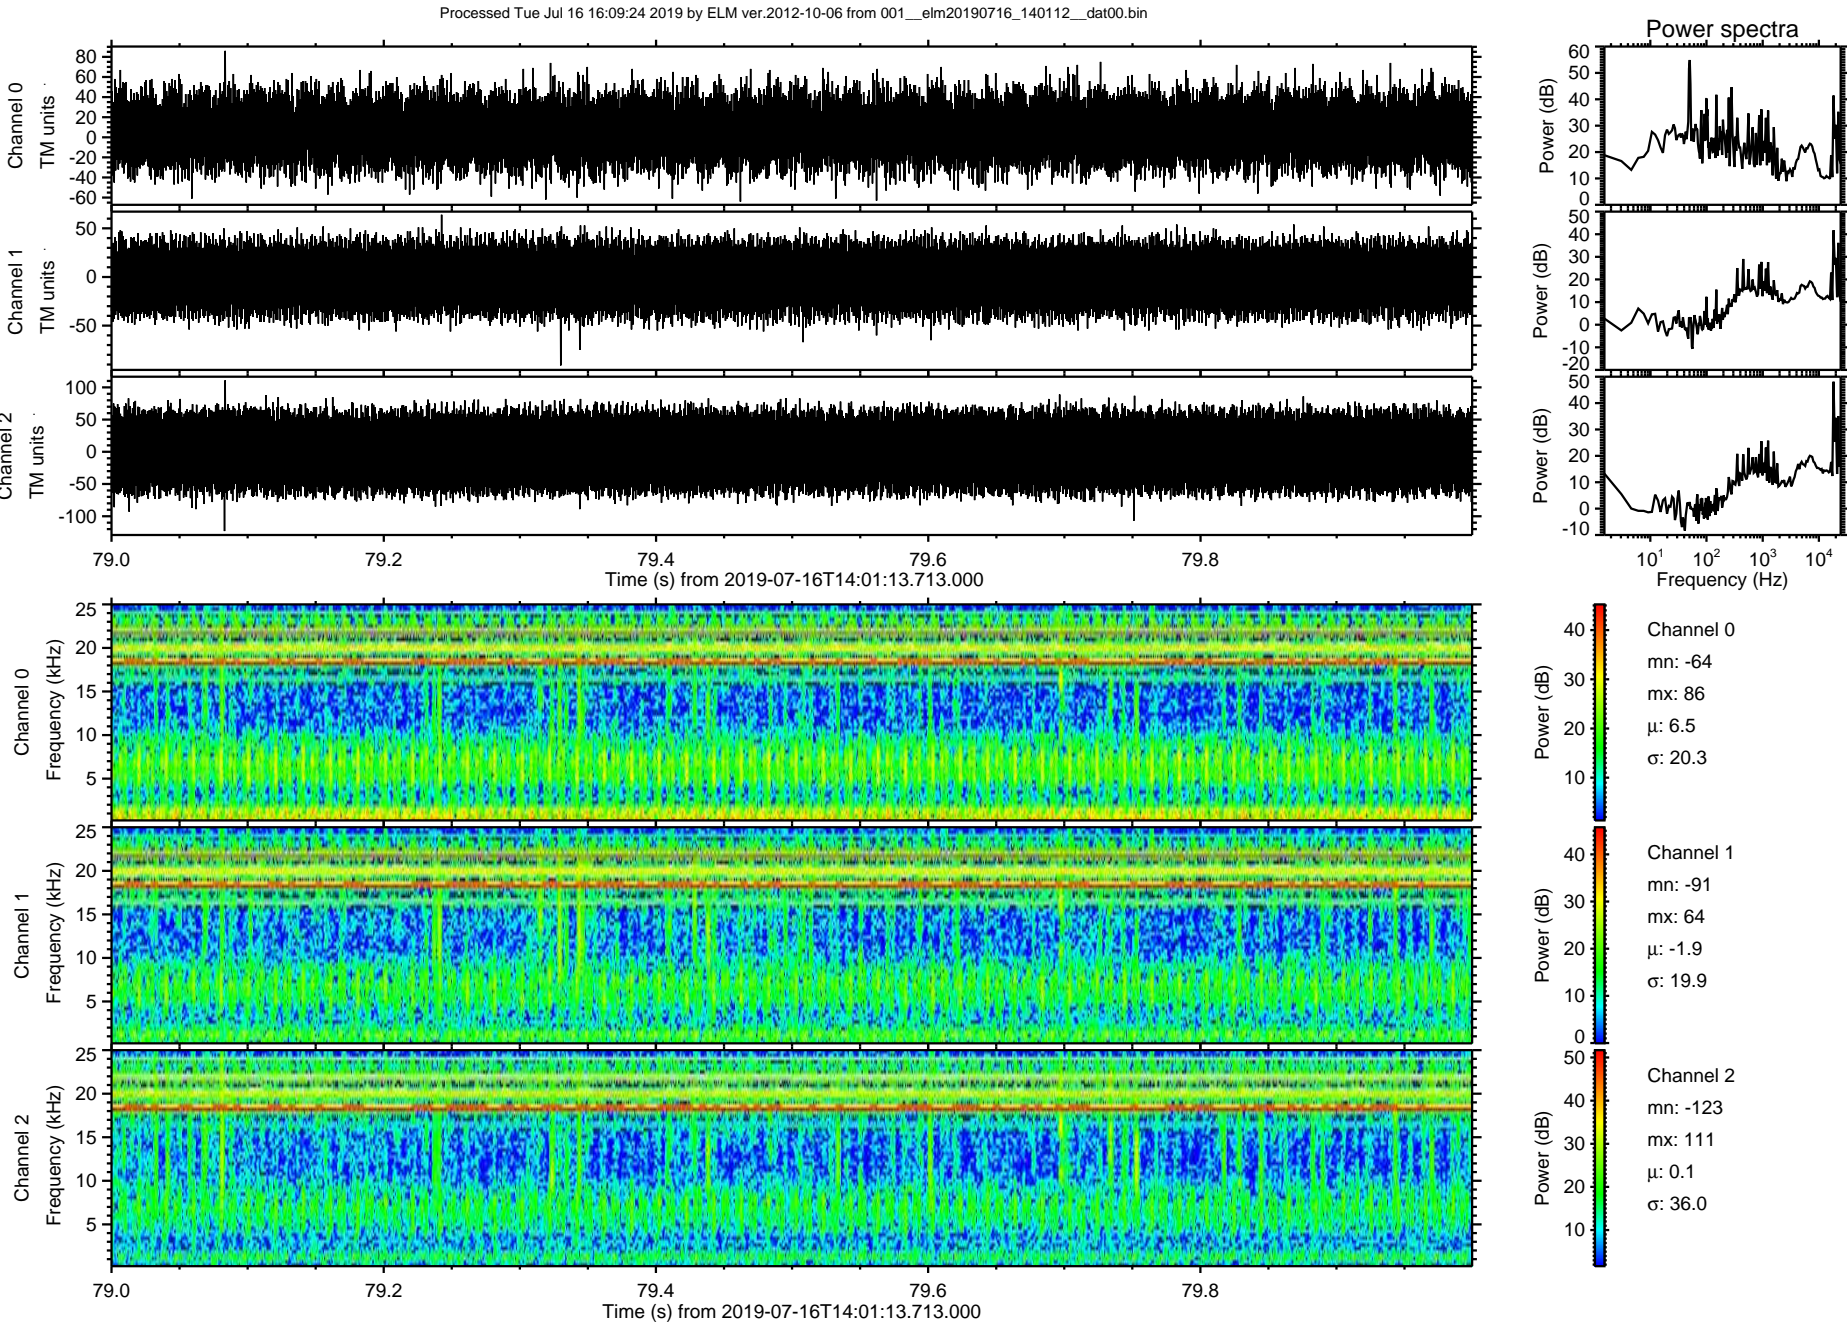 Processed Tue Jul 16 16:09:24 2019 by ELM ver.2012-10-06 from 001__elm20190716_140112__dat00.bin
Power spectra
Channel 0
TM units
80
60
40
20
0
-20
-40
-60
Power (dB)
60
50
40
30
20
10
0
Channel 1
TM units
50
0
-50
Power (dB)
50
40
30
20
10
0
-10
-20
Channel 2
TM units
100
50
0
-50
-100
Power (dB)
50
40
30
20
10
0
-10
79.0 79.2 79.4 79.6 79.8
Time (s) from 2019-07-16T14:01:13.713.000
10^1 10^2 10^3 10^4
Frequency (Hz)
Channel 0
Frequency (kHz)
25
20
15
10
5
Power (dB)
40
30
20
10
Channel 0
mn: -64
mx: 86
μ: 6.5
σ: 20.3
Channel 1
Frequency (kHz)
25
20
15
10
5
Power (dB)
40
30
20
10
0
Channel 1
mn: -91
mx: 64
μ: -1.9
σ: 19.9
Channel 2
Frequency (kHz)
25
20
15
10
5
Power (dB)
50
40
30
20
10
Channel 2
mn: -123
mx: 111
μ: 0.1
σ: 36.0
79.0 79.2 79.4 79.6 79.8
Time (s) from 2019-07-16T14:01:13.713.000